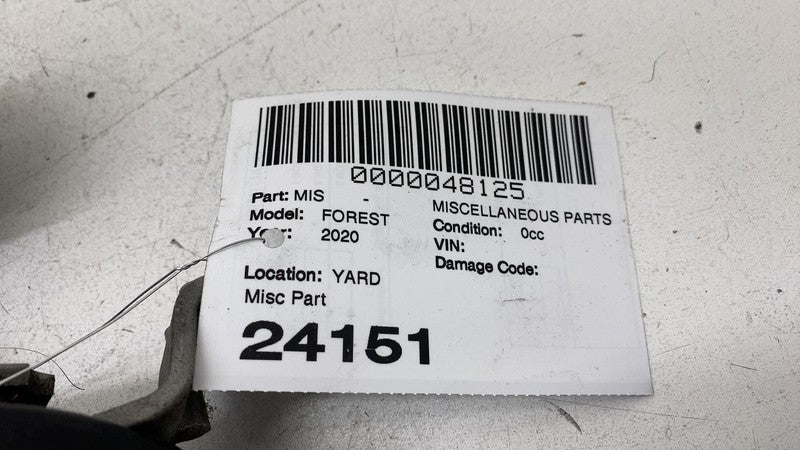 0000048125
Part: MIS - MISCELLANEOUS PARTS
Model: FOREST Condition: 0cc
Year: 2020 VIN:
Damage Code:
Location: YARD
Misc Part
24151